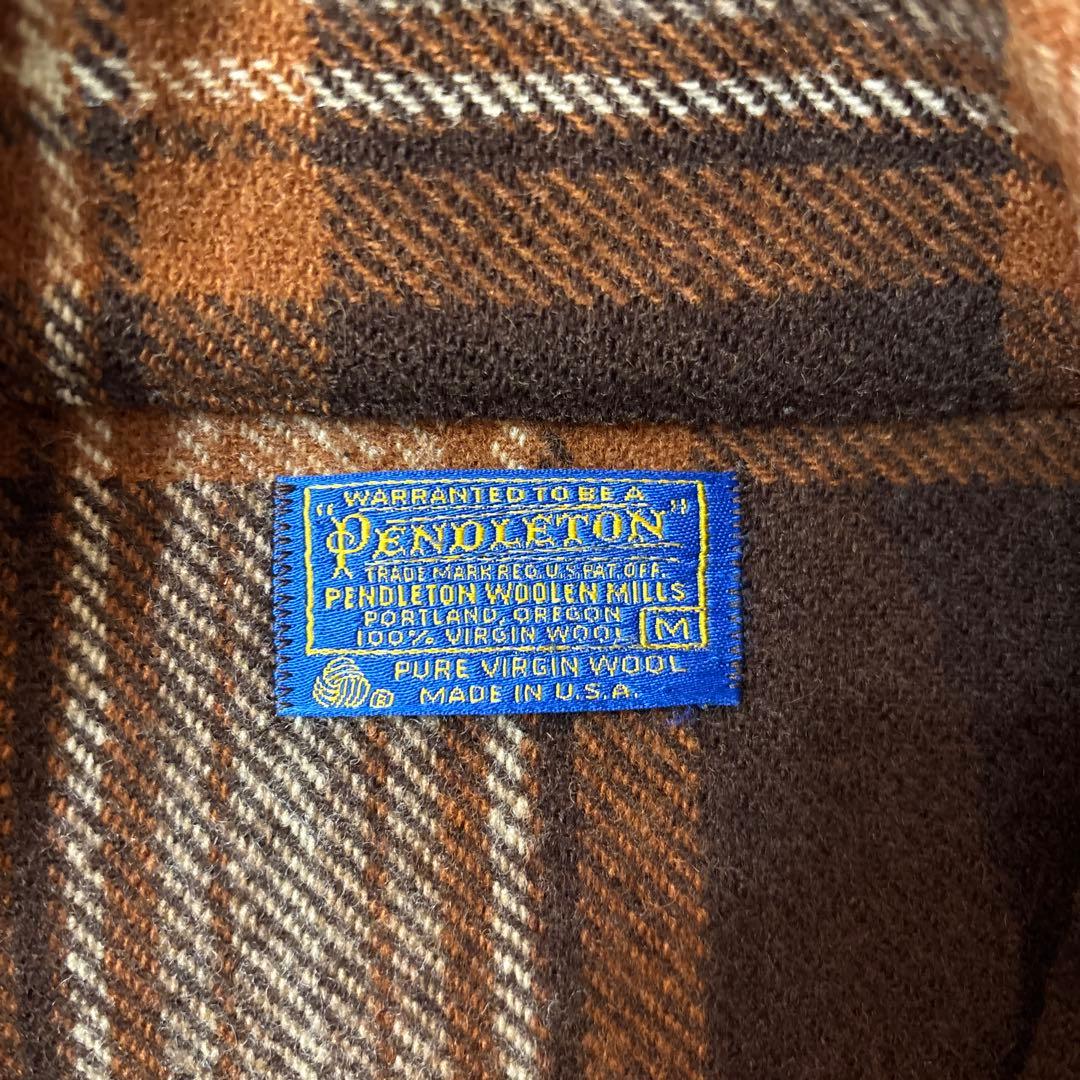 WARRANTED TO BE A
"PENDLETON"
TRADE MARK REG. U.S. PAT. OFF.
PENDLETON WOOLEN MILLS
PORTLAND, OREGON
100% VIRGIN WOOL M
PURE VIRGIN WOOL
® MADE IN U.S.A.